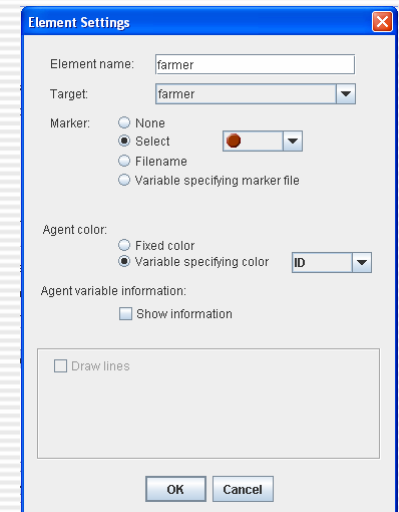 Element Settings
Element name: farmer
Target: farmer
Marker: None
Select
Filename
Variable specifying marker file
Agent color:
Fixed color
Variable specifying color ID
Agent variable information:
Show information
Draw lines
OK Cancel